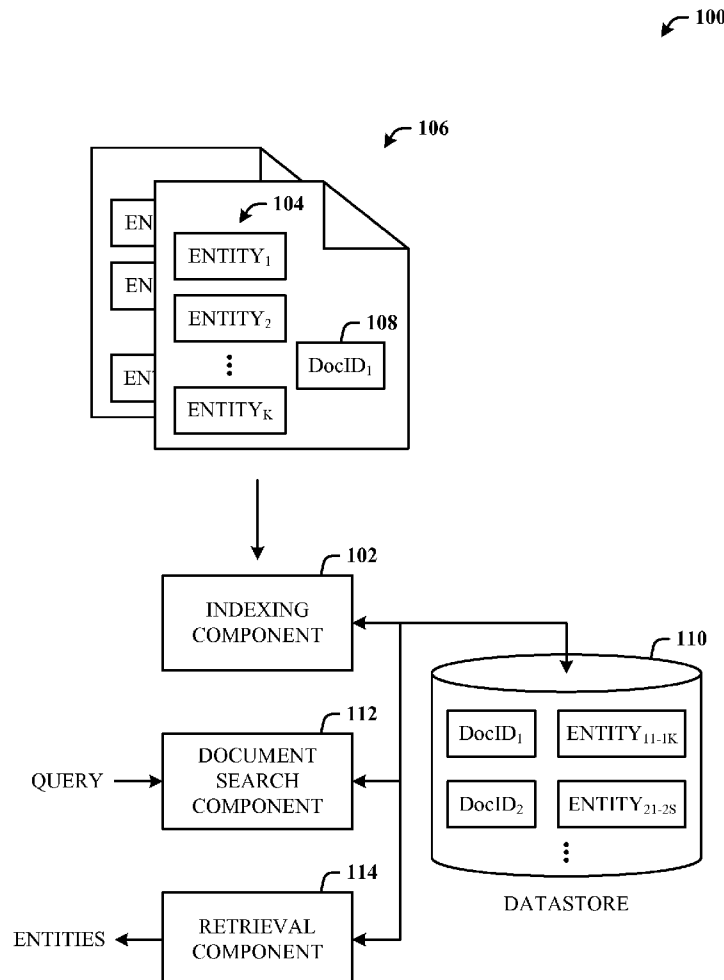 100
106
104
EN
ENTITY₁
EN
ENTITY₂
108
DocID₁
EN
ENTITY_K
102
INDEXING
COMPONENT
110
112
DocID₁
ENTITY₁₁₋₁K
QUERY
DOCUMENT
SEARCH
COMPONENT
DocID₂
ENTITY₂₁₋₂S
114
DATASTORE
ENTITIES
RETRIEVAL
COMPONENT